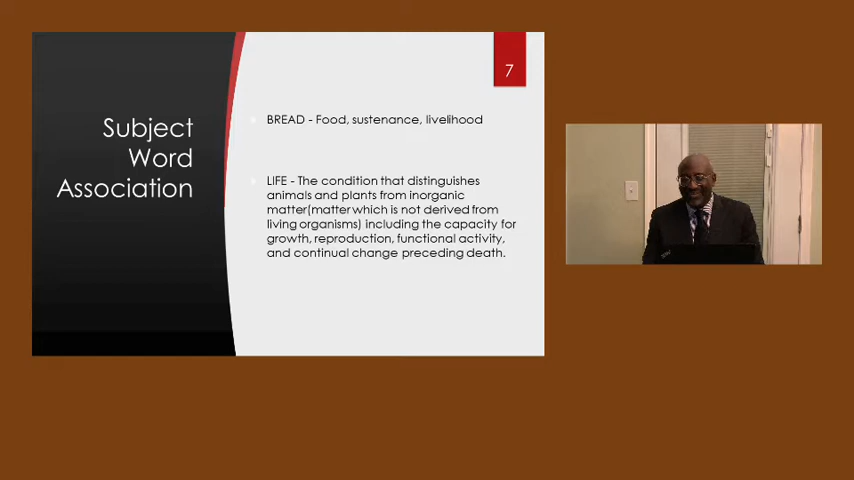 7
Subject
Word
Association
BREAD - Food, sustenance, livelihood
LIFE - The condition that distinguishes
animals and plants from inorganic
matter(matter which is not derived from
living organisms) including the capacity for
growth, reproduction, functional activity,
and continual change preceding death.